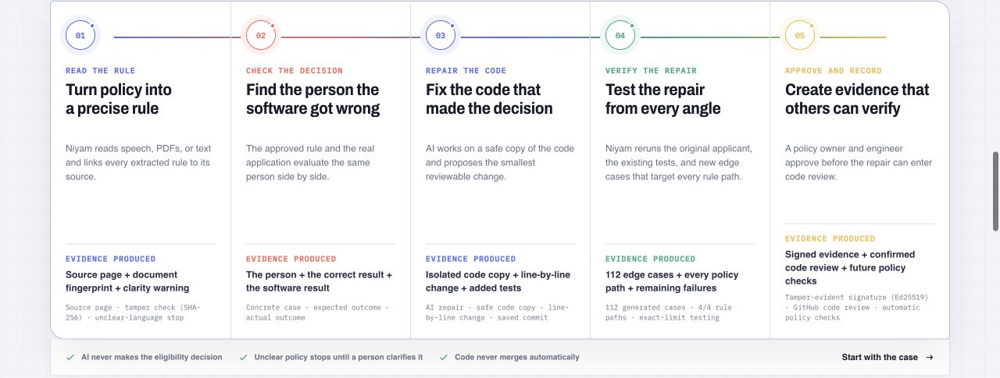 01
READ THE RULE
Turn policy into
a precise rule
Niyam reads speech, PDFs, or text
and links every extracted rule to its
source.
EVIDENCE PRODUCED
Source page + document
fingerprint + clarity warning
Source page · tamper check (SHA-
256) · unclear-language stop
02
CHECK THE DECISION
Find the person the
software got wrong
The approved rule and the real
application evaluate the same
person side by side.
EVIDENCE PRODUCED
The person + the correct result +
the software result
Concrete case · expected outcome ·
actual outcome
03
REPAIR THE CODE
Fix the code that
made the decision
AI works on a safe copy of the code
and proposes the smallest
reviewable change.
EVIDENCE PRODUCED
Isolated code copy + line-by-line
change + added tests
AI repair · safe code copy · line-
by-line change · saved commit
04
VERIFY THE REPAIR
Test the repair
from every angle
Niyam reruns the original applicant,
the existing tests, and new edge
cases that target every rule path.
EVIDENCE PRODUCED
112 edge cases + every policy
path + remaining failures
112 generated cases · 4/4 rule
paths · exact-limit testing
05
APPROVE AND RECORD
Create evidence that
others can verify
A policy owner and engineer
approve before the repair can enter
code review.
EVIDENCE PRODUCED
Signed evidence + confirmed
code review + future policy
checks
Tamper-evident signature (Ed25519)
· GitHub code review · automatic
policy checks
AI never makes the eligibility decision
Unclear policy stops until a person clarifies it
Code never merges automatically
Start with the case →